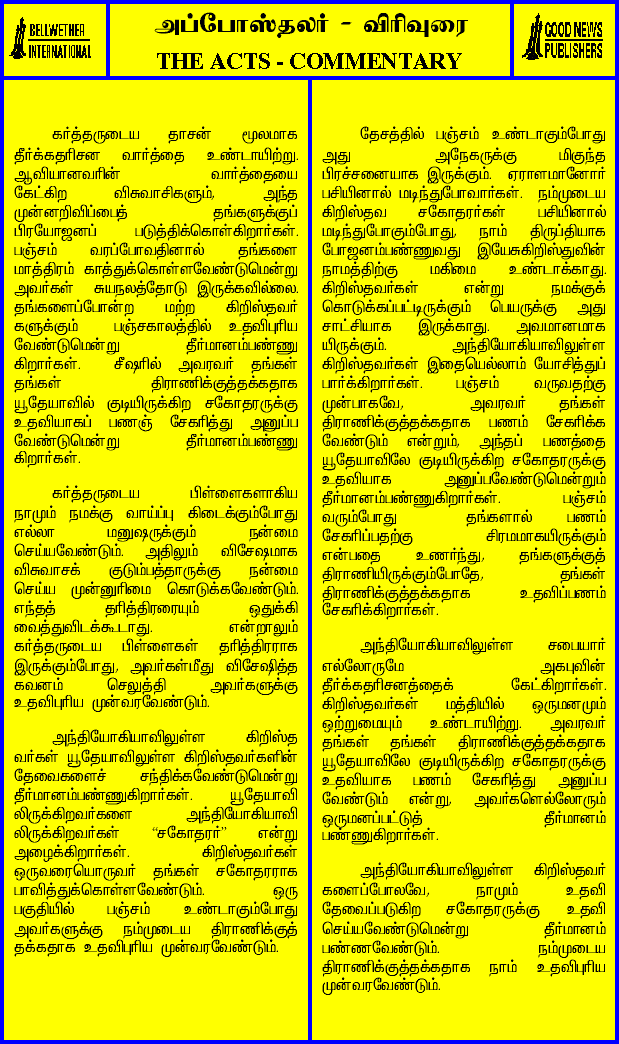 BELLWETHER
INTERNATIONAL
அப்போஸ்தலர் - விரிவுரை
THE ACTS - COMMENTARY
GOOD NEWS
PUBLISHERS
கர்த்தருடைய தாசன் மூலமாக
தீர்க்கதரிசன வார்த்தை உண்டாயிற்று.
ஆவியானவரின் வார்த்தையை
கேட்கிற விசுவாசிகளும், அந்த
முன்னறிவிப்பைத் தங்களுக்குப்
பிரயோஜனப் படுத்திக்கொள்கிறார்கள்.
பஞ்சம் வரப்போவதினால் தங்களை
மாத்திரம் காத்துக்கொள்ளவேண்டுமென்று
அவர்கள் சுயநலத்தோடு இருக்கவில்லை.
தங்களைப்போன்ற மற்ற கிறிஸ்தவர்
களுக்கும் பஞ்சகாலத்தில் உதவிபுரிய
வேண்டுமென்று தீர்மானம்பண்ணு
கிறார்கள். சீஷரில் அவரவர் தங்கள்
தங்கள் திராணிக்குத்தக்கதாக
யூதேயாவில் குடியிருக்கிற சகோதரருக்கு
உதவியாகப் பணஞ் சேகரித்து அனுப்ப
வேண்டுமென்று தீர்மானம்பண்ணு
கிறார்கள்.
கர்த்தருடைய பிள்ளைகளாகிய
நாமும் நமக்கு வாய்ப்பு கிடைக்கும்போது
எல்லா மனுஷருக்கும் நன்மை
செய்யவேண்டும். அதிலும் விசேஷமாக
விசுவாசக் குடும்பத்தாருக்கு நன்மை
செய்ய முன்னுரிமை கொடுக்கவேண்டும்.
எந்தத் தரித்திரரையும் ஒதுக்கி
வைத்துவிடக்கூடாது. என்றாலும்
கர்த்தருடைய பிள்ளைகள் தரித்திரராக
இருக்கும்போது, அவர்கள்மீது விசேஷித்த
கவனம் செலுத்தி அவர்களுக்கு
உதவிபுரிய முன்வரவேண்டும்.
அந்தியோகியாவிலுள்ள கிறிஸ்த
வர்கள் யூதேயாவிலுள்ள கிறிஸ்தவர்களின்
தேவைகளைச் சந்திக்கவேண்டுமென்று
தீர்மானம்பண்ணுகிறார்கள். யூதேயாவி
லிருக்கிறவர்களை அந்தியோகியாவி
லிருக்கிறவர்கள் “சகோதரர்” என்று
அழைக்கிறார்கள். கிறிஸ்தவர்கள்
ஒருவரையொருவர் தங்கள் சகோதரராக
பாவித்துக்கொள்ளவேண்டும். ஒரு
பகுதியில் பஞ்சம் உண்டாகும்போது
அவர்களுக்கு நம்முடைய திராணிக்குத்
தக்கதாக உதவிபுரிய முன்வரவேண்டும்.
தேசத்தில் பஞ்சம் உண்டாகும்போது
அது அநேகருக்கு மிகுந்த
பிரச்சனையாக இருக்கும். ஏராளமானோர்
பசியினால் மடிந்துபோவார்கள். நம்முடைய
கிறிஸ்தவ சகோதரர்கள் பசியினால்
மடிந்துபோகும்போது, நாம் திருப்தியாக
போஜனம்பண்ணுவது இயேசுகிறிஸ்துவின்
நாமத்திற்கு மகிமை உண்டாக்காது.
கிறிஸ்தவர்கள் என்று நமக்குக்
கொடுக்கப்பட்டிருக்கும் பெயருக்கு அது
சாட்சியாக இருக்காது. அவமானமாக
யிருக்கும். அந்தியோகியாவிலுள்ள
கிறிஸ்தவர்கள் இதையெல்லாம் யோசித்துப்
பார்க்கிறார்கள். பஞ்சம் வருவதற்கு
முன்பாகவே, அவரவர் தங்கள்
திராணிக்குத்தக்கதாக பணம் சேகரிக்க
வேண்டும் என்றும், அந்தப் பணத்தை
யூதேயாவிலே குடியிருக்கிற சகோதரருக்கு
உதவியாக அனுப்பவேண்டுமென்றும்
தீர்மானம்பண்ணுகிறார்கள். பஞ்சம்
வரும்போது தங்களால் பணம்
சேகரிப்பதற்கு சிரமமாகயிருக்கும்
என்பதை உணர்ந்து, தங்களுக்குத்
திராணியிருக்கும்போதே, தங்கள்
திராணிக்குத்தக்கதாக உதவிப்பணம்
சேகரிக்கிறார்கள்.
அந்தியோகியாவிலுள்ள சபையார்
எல்லோருமே அகபுவின்
தீர்க்கதரிசனத்தைக் கேட்கிறார்கள்.
கிறிஸ்தவர்கள் மத்தியில் ஒருமனமும்
ஒற்றுமையும் உண்டாயிற்று. அவரவர்
தங்கள் தங்கள் திராணிக்குத்தக்கதாக
யூதேயாவிலே குடியிருக்கிற சகோதரருக்கு
உதவியாக பணம் சேகரித்து அனுப்ப
வேண்டும் என்று, அவர்களெல்லோரும்
ஒருமனப்பட்டுத் தீர்மானம்
பண்ணுகிறார்கள்.
அந்தியோகியாவிலுள்ள கிறிஸ்தவர்
களைப்போலவே, நாமும் உதவி
தேவைப்படுகிற சகோதரருக்கு உதவி
செய்யவேண்டுமென்று தீர்மானம்
பண்ணவேண்டும். நம்முடைய
திராணிக்குத்தக்கதாக நாம் உதவிபுரிய
முன்வரவேண்டும்.